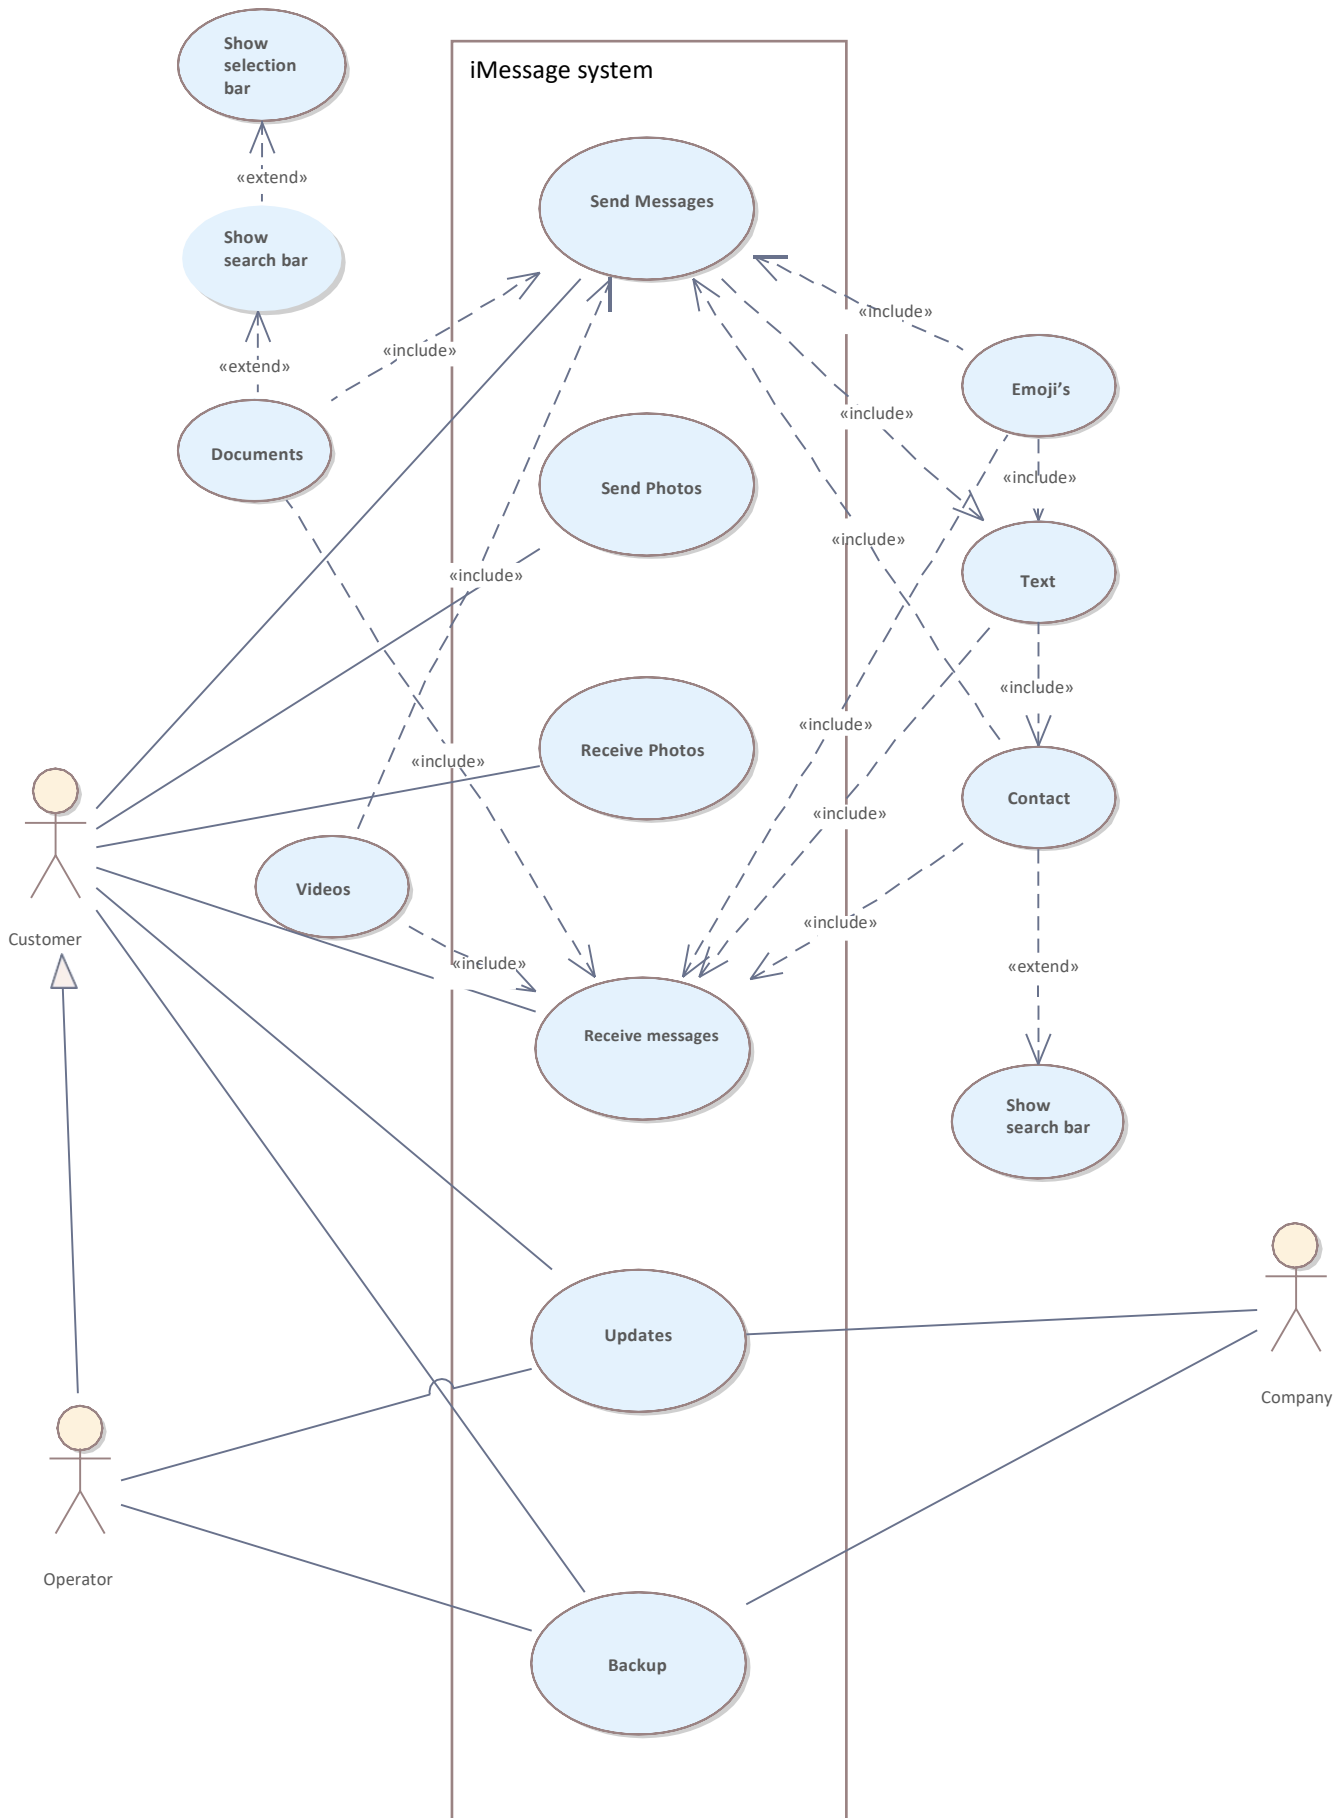 Show
selection
bar
iMessage system
«extend»
Send Messages
Show
search bar
«include»
«include»
«extend»
Emoji's
«include»
Documents
«include»
Send Photos
«include»
«include»
Text
«include»
«include»
Receive Photos
«include»
«include»
Contact
«include»
Videos
«include»
Customer
«include»
«extend»
Receive messages
Show
search bar
Updates
Company
Operator
Backup